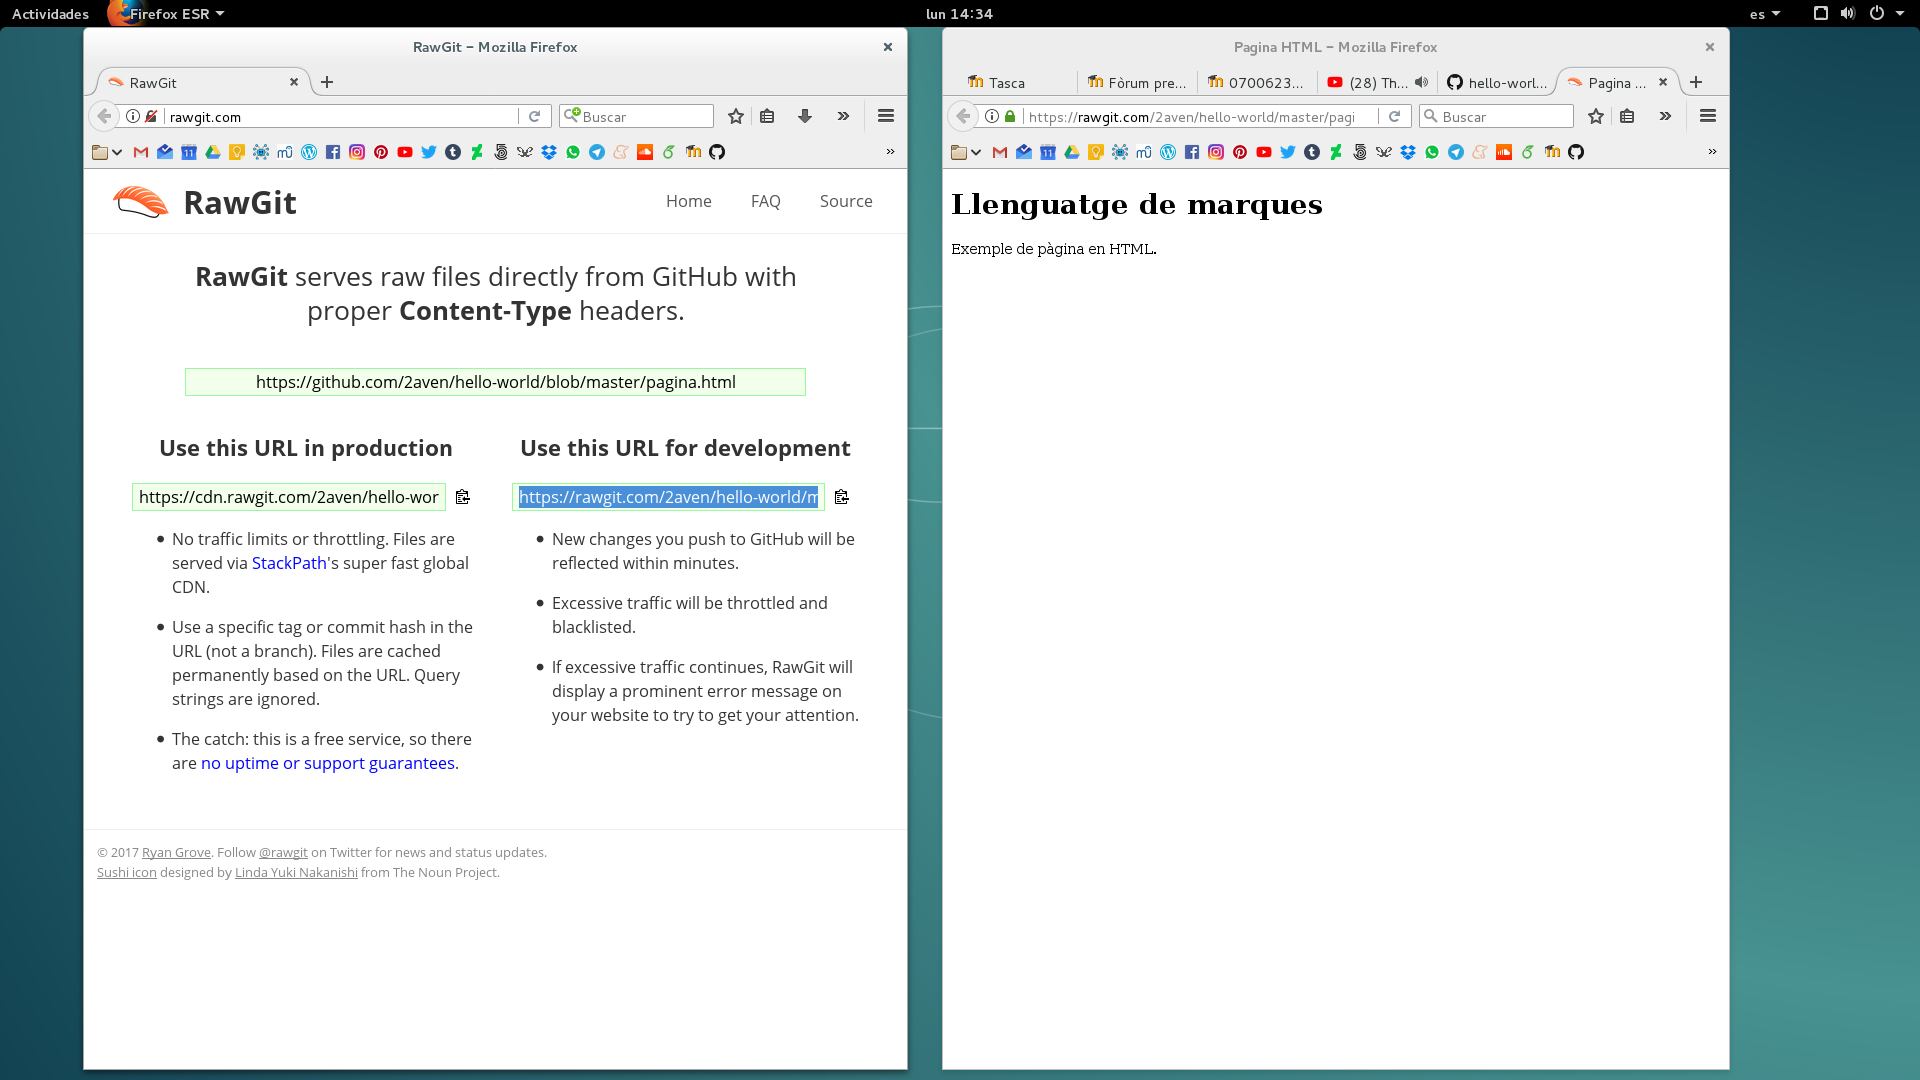 Actividades
Firefox ESR
lun 14:34
es
RawGit – Mozilla Firefox
RawGit
rawgit.com
Buscar
RawGit
Home
FAQ
Source
RawGit serves raw files directly from GitHub with
proper Content-Type headers.
https://github.com/2aven/hello-world/blob/master/pagina.html
Use this URL in production
https://cdn.rawgit.com/2aven/hello-wor
No traffic limits or throttling. Files are
served via StackPath's super fast global
CDN.
Use a specific tag or commit hash in the
URL (not a branch). Files are cached
permanently based on the URL. Query
strings are ignored.
The catch: this is a free service, so there
are no uptime or support guarantees.
Use this URL for development
https://rawgit.com/2aven/hello-world/m
New changes you push to GitHub will be
reflected within minutes.
Excessive traffic will be throttled and
blacklisted.
If excessive traffic continues, RawGit will
display a prominent error message on
your website to try to get your attention.
© 2017 Ryan Grove. Follow @rawgit on Twitter for news and status updates.
Sushi icon designed by Linda Yuki Nakanishi from The Noun Project.
Pagina HTML – Mozilla Firefox
Tasca
Fòrum pre...
0700623...
(28) Th...
hello-worl...
Pagina ...
https://rawgit.com/2aven/hello-world/master/pagi
Buscar
Llenguatge de marques
Exemple de pàgina en HTML.